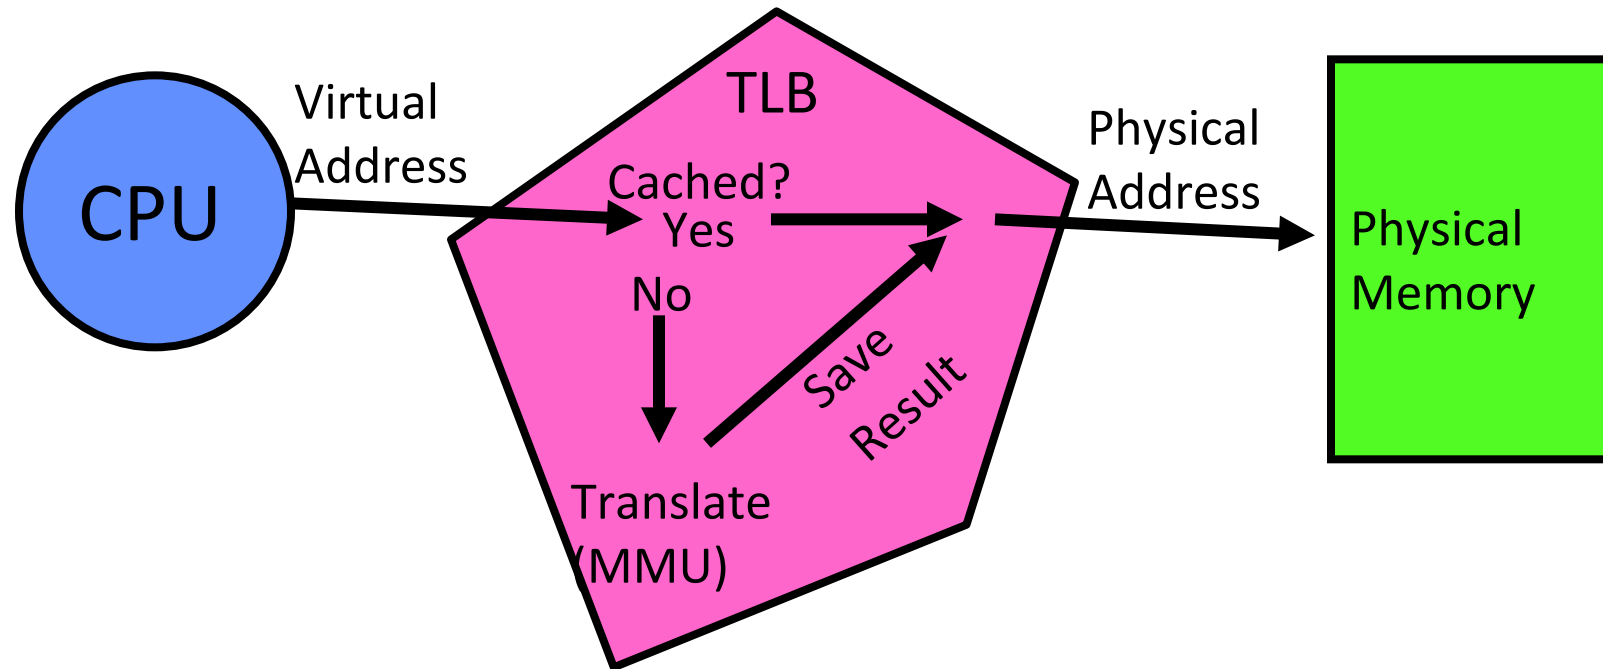 CPU
Virtual
Address
TLB
Cached?
Yes
No
Save
Result
Translate
(MMU)
Physical
Address
Physical
Memory